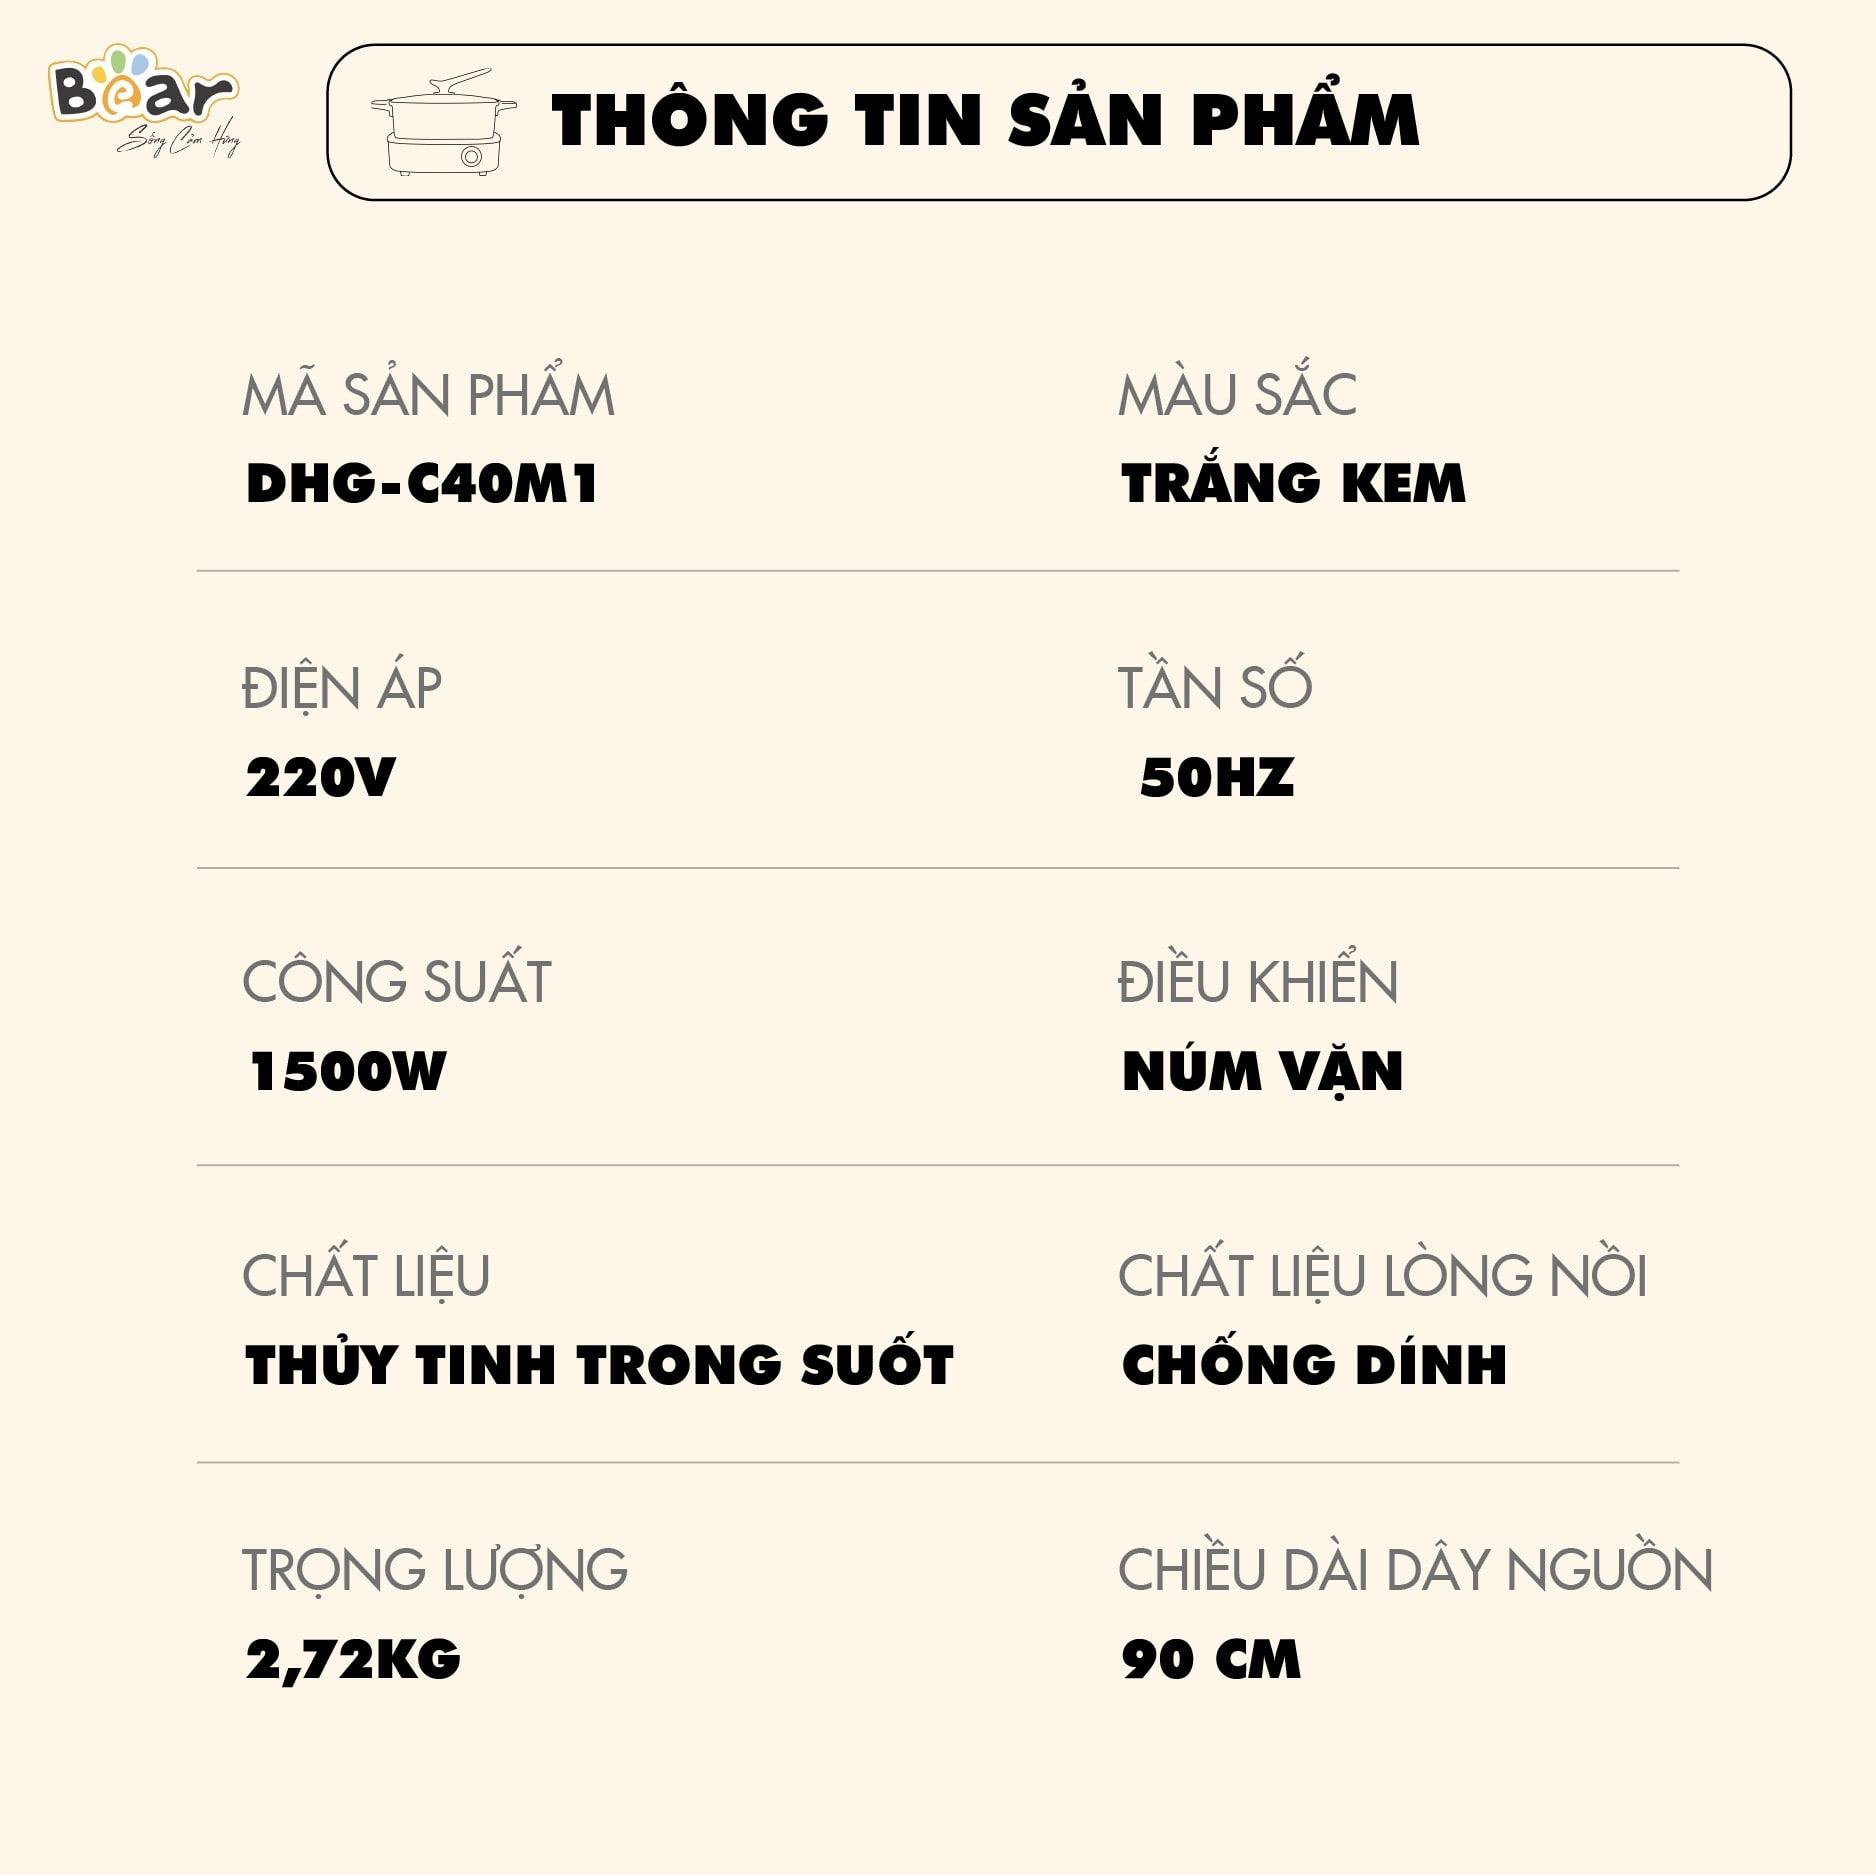 Bear
Sống Cảm Hứng
THÔNG TIN SẢN PHẨM
MÃ SẢN PHẨM
DHG-C40M1
MÀU SẮC
TRẮNG KEM
ĐIỆN ÁP
220V
TẦN SỐ
50HZ
CÔNG SUẤT
1500W
ĐIỀU KHIỂN
NÚM VẶN
CHẤT LIỆU
THỦY TINH TRONG SUỐT
CHẤT LIỆU LÒNG NỒI
CHỐNG DÍNH
TRỌNG LƯỢNG
2,72KG
CHIỀU DÀI DÂY NGUỒN
90 CM